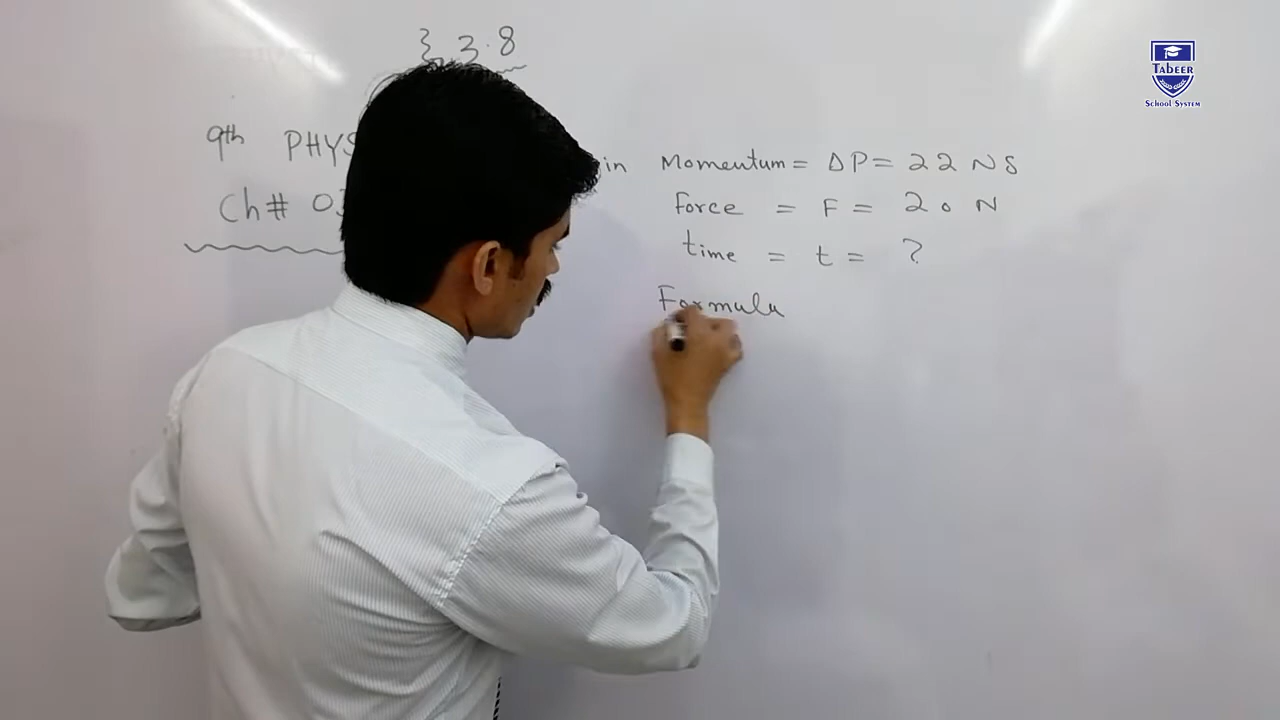 3.8
9th PHYS
Ch# 03
in Momentum = ΔP = 22 NS
force = F = 20 N
time = t = ?
Formula
TABEER
SCHOOL SYSTEM